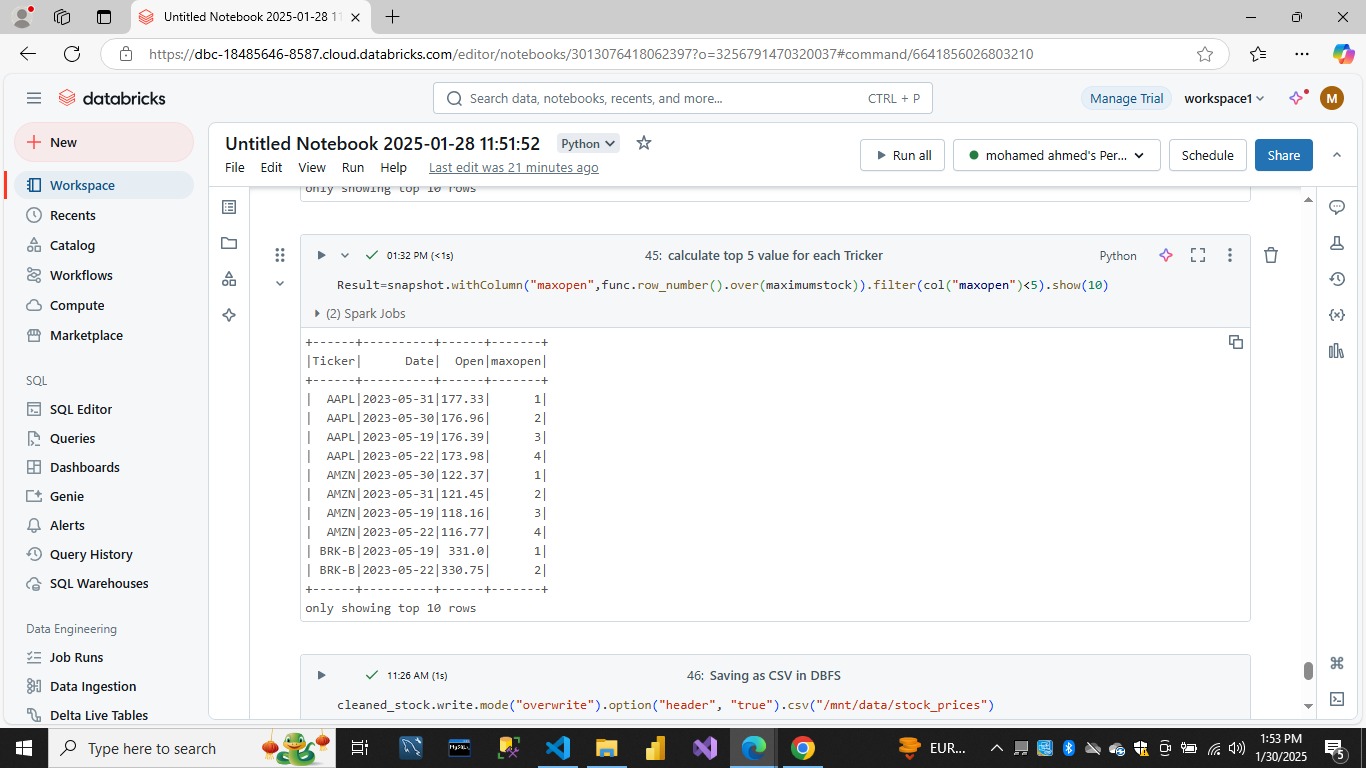 Untitled Notebook 2025-01-28 11
https://dbc-18485646-8587.cloud.databricks.com/editor/notebooks/3013076418062397?o=3256791470320037#command/6641856026803210
databricks
Search data, notebooks, recents, and more...
CTRL + P
Manage Trial
workspace1
M
New
Workspace
Recents
Catalog
Workflows
Compute
Marketplace
SQL
SQL Editor
Queries
Dashboards
Genie
Alerts
Query History
SQL Warehouses
Data Engineering
Job Runs
Data Ingestion
Delta Live Tables
Untitled Notebook 2025-01-28 11:51:52
Python
File Edit View Run Help Last edit was 21 minutes ago
Run all
mohamed ahmed's Per...
Schedule
Share
only showing top 10 rows
01:32 PM (<1s)
45: calculate top 5 value for each Tricker
Python
Result=snapshot.withColumn("maxopen",func.row_number().over(maximumstock)).filter(col("maxopen")<5).show(10)
(2) Spark Jobs
+------+----------+------+-------+
|Ticker|      Date|  Open|maxopen|
+------+----------+------+-------+
|  AAPL|2023-05-31|177.33|      1|
|  AAPL|2023-05-30|176.96|      2|
|  AAPL|2023-05-19|176.39|      3|
|  AAPL|2023-05-22|173.98|      4|
|  AMZN|2023-05-30|122.37|      1|
|  AMZN|2023-05-31|121.45|      2|
|  AMZN|2023-05-19|118.16|      3|
|  AMZN|2023-05-22|116.77|      4|
| BRK-B|2023-05-19| 331.0|      1|
| BRK-B|2023-05-22|330.75|      2|
+------+----------+------+-------+
only showing top 10 rows
11:26 AM (1s)
46: Saving as CSV in DBFS
cleaned_stock.write.mode("overwrite").option("header", "true").csv("/mnt/data/stock_prices")
Type here to search
MySQL
EUR...
1:53 PM
1/30/2025
5